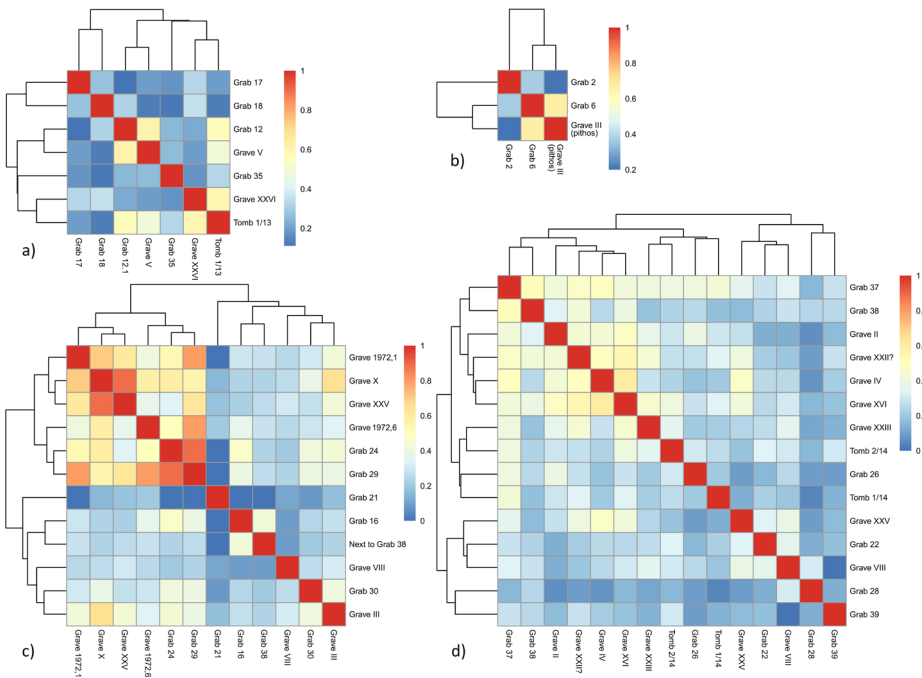 a)
1
0.8
0.6
0.4
0.2
Grab 17
Grab 18
Grab 12
Grave V
Grab 35
Grave XXVI
Tomb 1/13
Grab 17
Grab 18
Grab 12,1
Grave V
Grab 35
Grave XXVI
Tomb 1/13
b)
1
0.8
0.6
0.4
0.2
Grab 2
Grab 6
Grave III
(pithos)
Grab 2
Grab 6
Grave III
(pithos)
c)
1
0.8
0.6
0.4
0.2
0
Grave 1972,1
Grave X
Grave XXV
Grave 1972,6
Grab 24
Grab 29
Grab 21
Grab 16
Next to Grab 38
Grave VIII
Grab 30
Grave III
Grave 1972,1
Grave X
Grave XXV
Grave 1972,6
Grab 24
Grab 29
Grab 21
Grab 16
Grab 38
Grave VIII
Grab 30
Grave III
d)
1
0.
0.
0.
0.
0
Grab 37
Grab 38
Grave II
Grave XXII?
Grave IV
Grave XVI
Grave XXIII
Tomb 2/14
Grab 26
Tomb 1/14
Grave XXV
Grab 22
Grave VIII
Grab 28
Grab 39
Grab 37
Grab 38
Grave II
Grave XXII?
Grave IV
Grave XVI
Grave XXIII
Tomb 2/14
Grab 26
Tomb 1/14
Grave XXV
Grab 22
Grave VIII
Grab 28
Grab 39